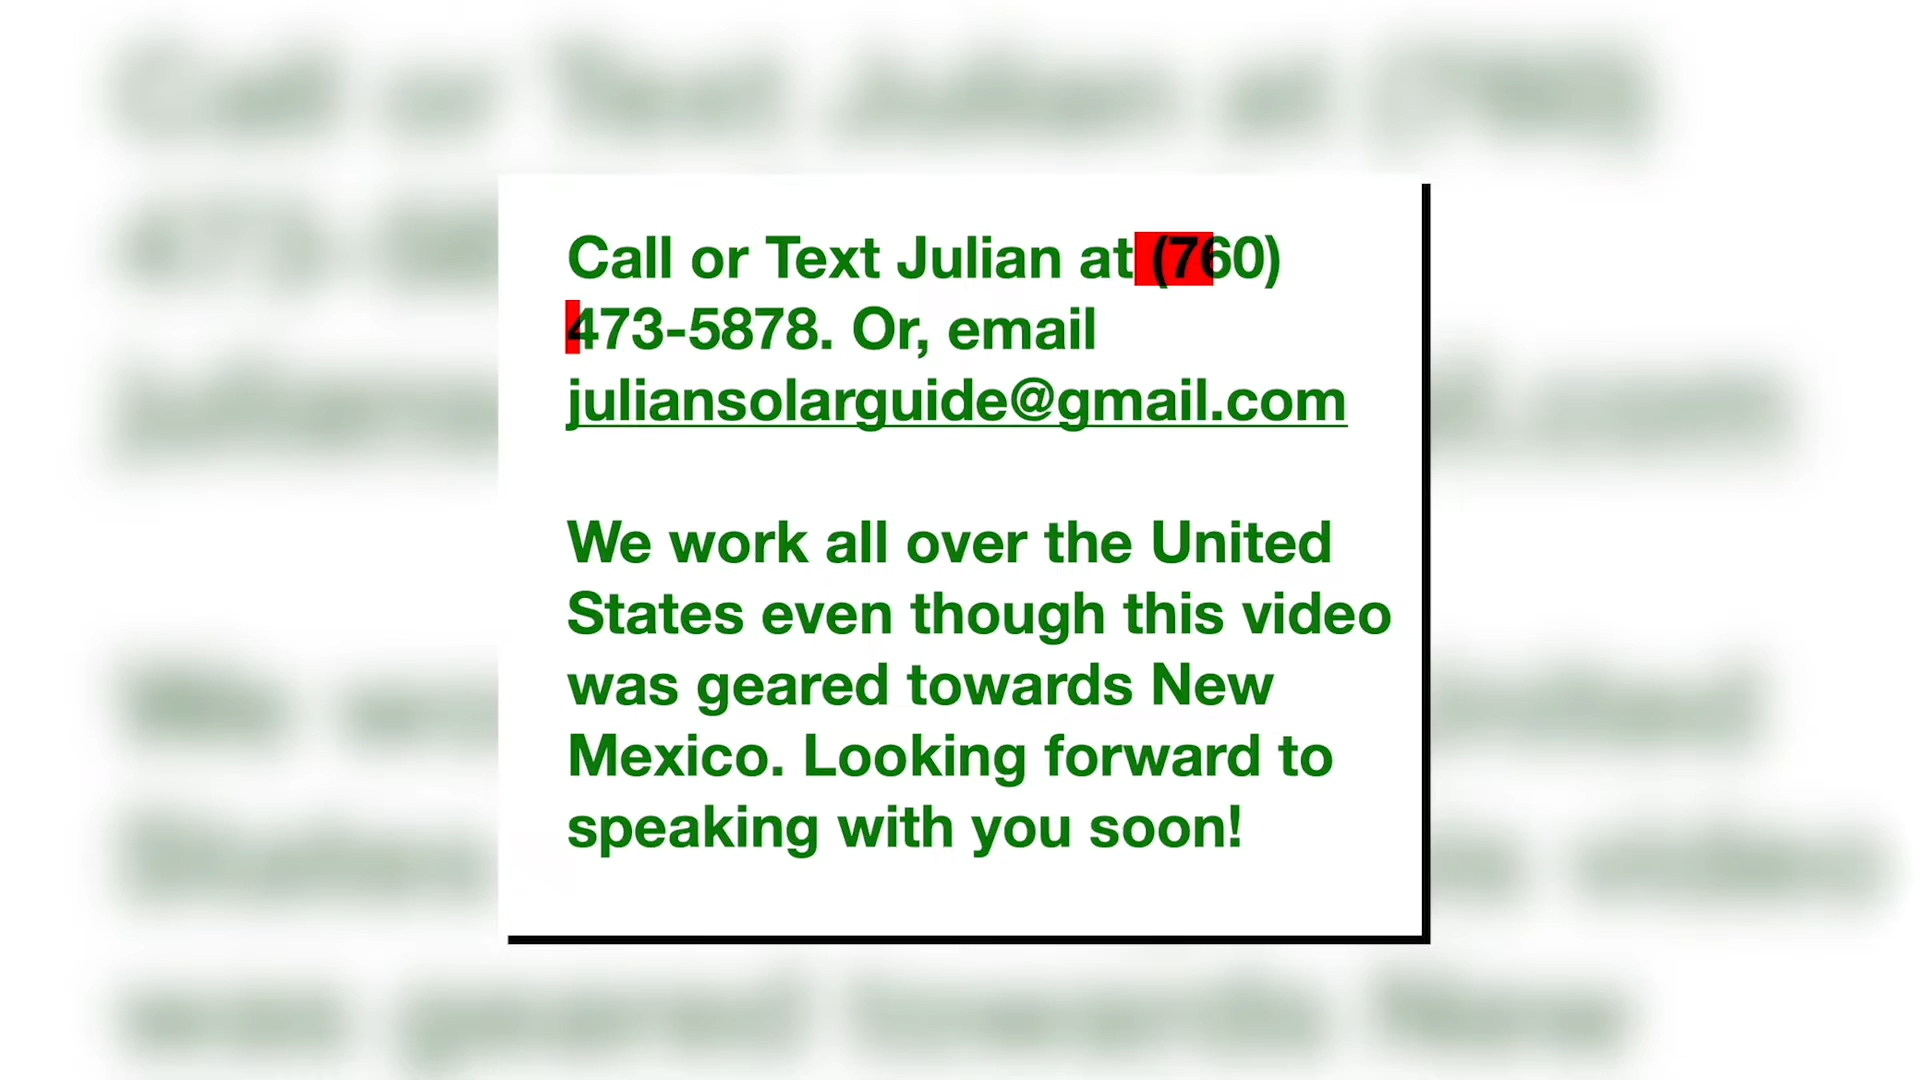 Call or Text Julian at (760)
473-5878. Or, email
juliansolarguide@gmail.com
We work all over the United
States even though this video
was geared towards New
Mexico. Looking forward to
speaking with you soon!